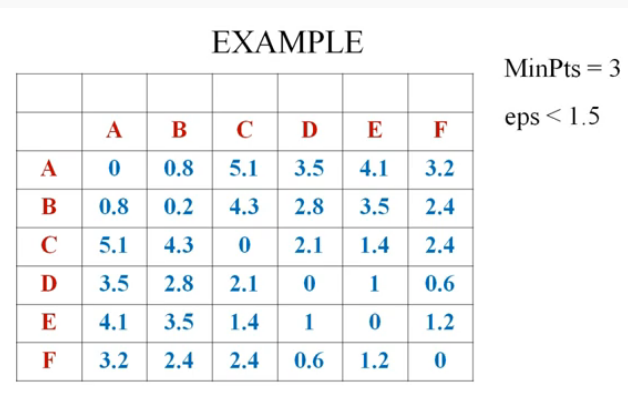 EXAMPLE
MinPts = 3
eps < 1.5
A B C D E F
A 0 0.8 5.1 3.5 4.1 3.2
B 0.8 0.2 4.3 2.8 3.5 2.4
C 5.1 4.3 0 2.1 1.4 2.4
D 3.5 2.8 2.1 0 1 0.6
E 4.1 3.5 1.4 1 0 1.2
F 3.2 2.4 2.4 0.6 1.2 0